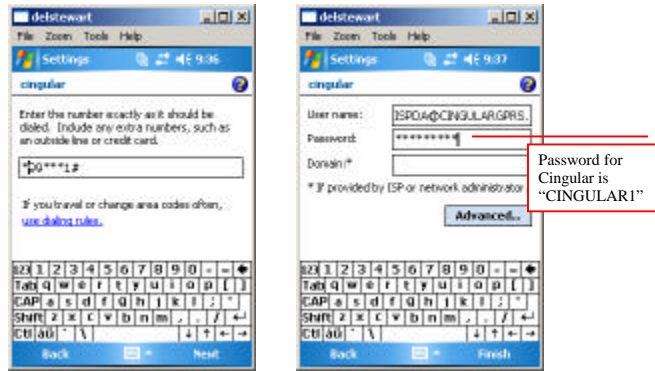 delstewart
File Zoom Tools Help
Settings 9:36
cingular
Enter the number exactly as it should be
dialed. Include any extra numbers, such as
an outside line or credit card.
*99***1#
If you travel or change area codes often,
use dialing rules.
123 1 2 3 4 5 6 7 8 9 0 - =
Tab q w e r t y u i o p [ ]
CAP a s d f g h j k l ; '
Shift z x c v b n m , . /
Ctl áü ` \
Back Next
delstewart
File Zoom Tools Help
Settings 9:37
cingular
User name: ISPDA@CINGULARGPRS.
Password: *********
Domain:*
* If provided by ISP or network administrator
Advanced...
123 1 2 3 4 5 6 7 8 9 0 - =
Tab q w e r t y u i o p [ ]
CAP a s d f g h j k l ; '
Shift z x c v b n m , . /
Ctl áü ` \
Back Finish
Password for
Cingular is
“CINGULAR1”